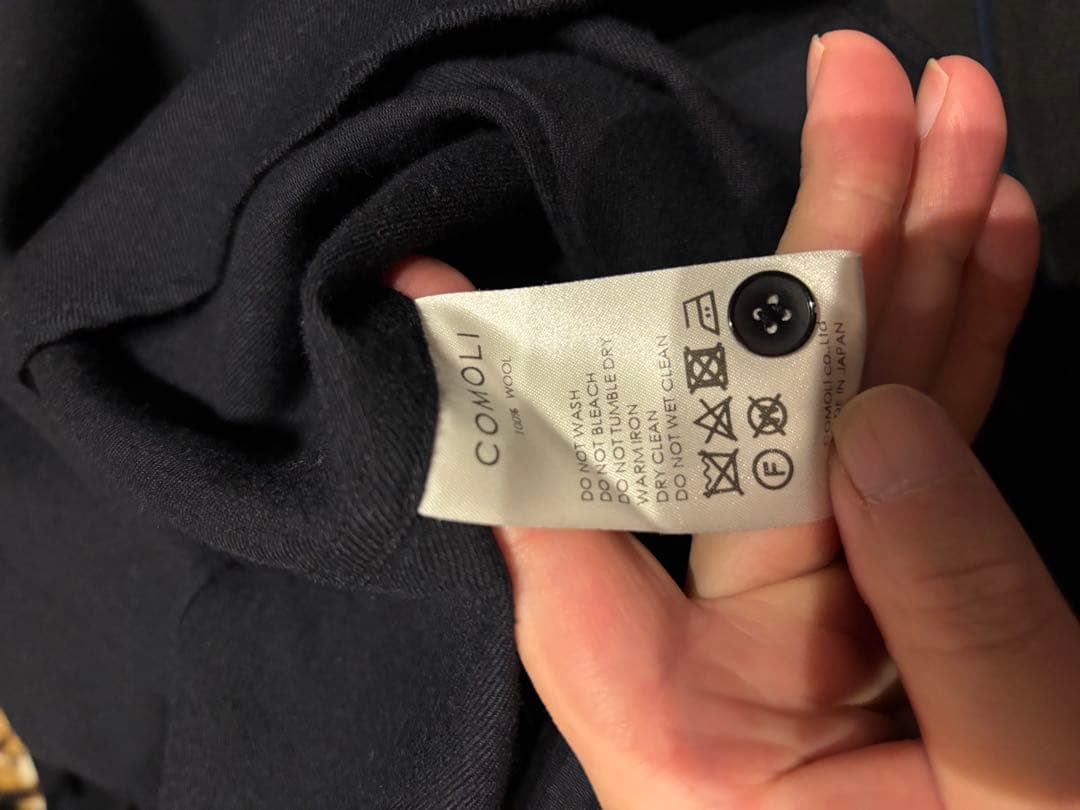 COMOLI
100% WOOL
DO NOT WASH
DO NOT BLEACH
DO NOT TUMBLE DRY
WARM IRON
DRY CLEAN
DO NOT WET CLEAN
F
W
COMOLI CO.,Ltd
IN JAPAN